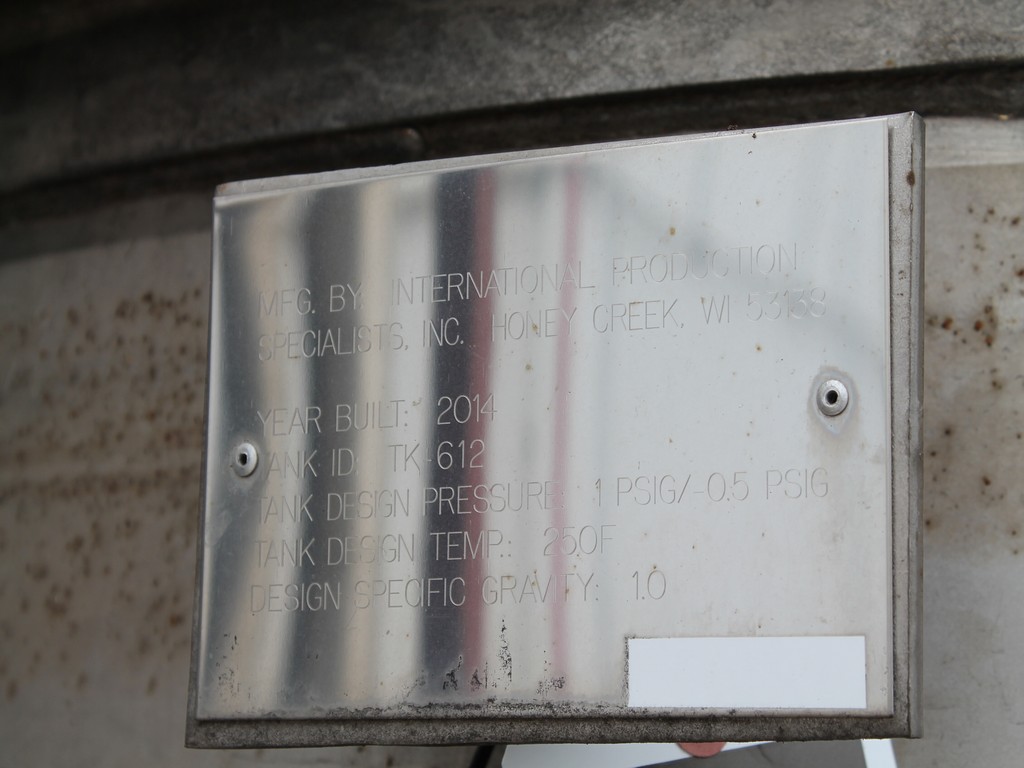 MFG. BY: INTERNATIONAL PRODUCTION
SPECIALISTS, INC. HONEY CREEK, WI 53138
YEAR BUILT: 2014
TANK ID: TK-612
TANK DESIGN PRESSURE: 1 PSIG/-0.5 PSIG
TANK DESIGN TEMP.: 250F
DESIGN SPECIFIC GRAVITY: 1.0